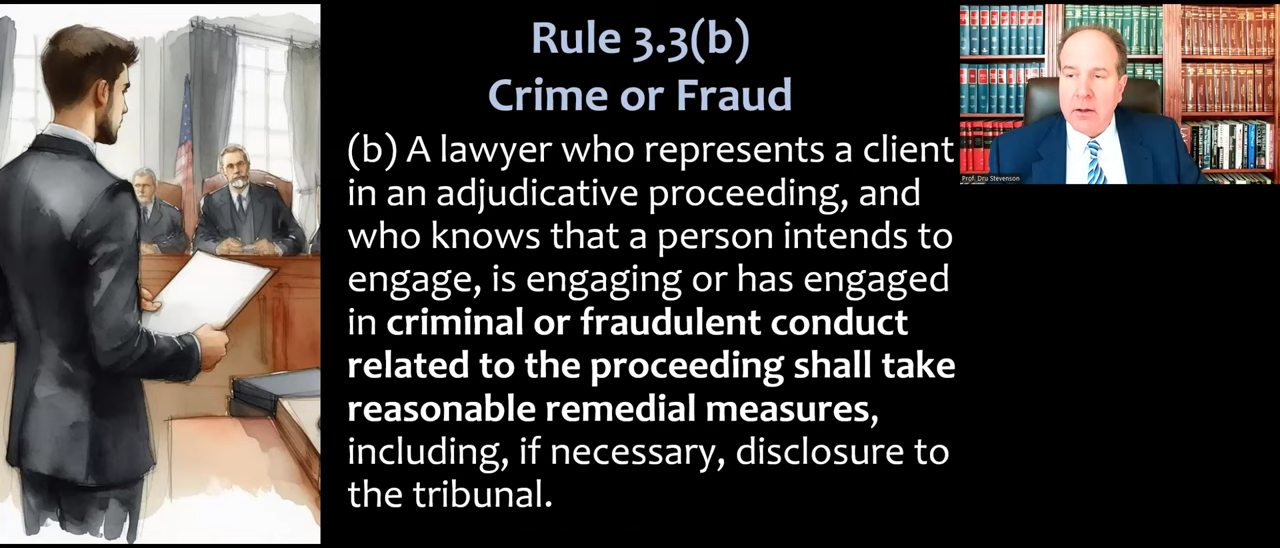 Rule 3.3(b)
Crime or Fraud
(b) A lawyer who represents a client
in an adjudicative proceeding, and
who knows that a person intends to
engage, is engaging or has engaged
in criminal or fraudulent conduct
related to the proceeding shall take
reasonable remedial measures,
including, if necessary, disclosure to
the tribunal.
Prof. Dru Stevenson